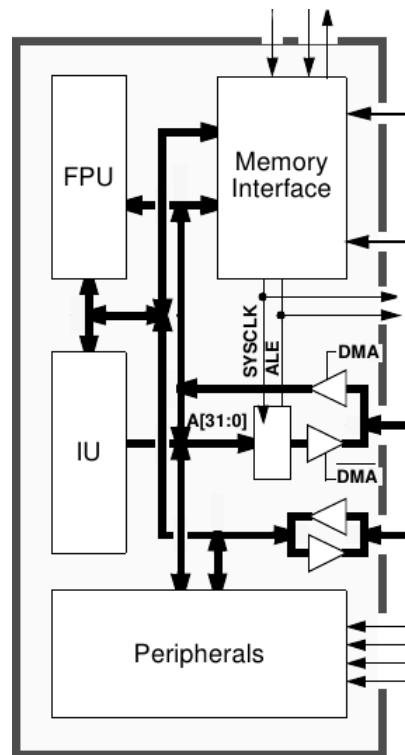 FPU
Memory
Interface
SYSCLK
ALE
DMA
IU
A[31:0]
DMA
Peripherals